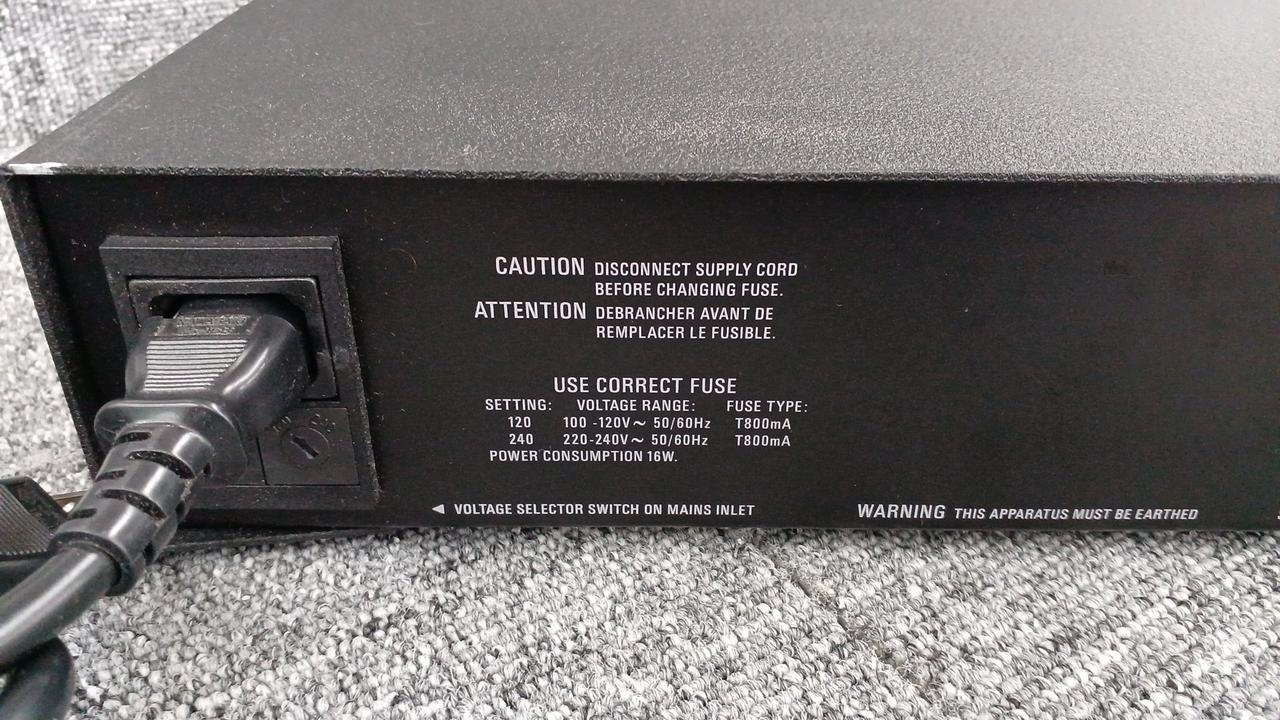 CAUTION DISCONNECT SUPPLY CORD
BEFORE CHANGING FUSE.
ATTENTION DEBRANCHER AVANT DE
REMPLACER LE FUSIBLE.
USE CORRECT FUSE
SETTING: VOLTAGE RANGE: FUSE TYPE:
120 100 -120V~ 50/60Hz T800mA
240 220-240V~ 50/60Hz T800mA
POWER CONSUMPTION 16W.
◄ VOLTAGE SELECTOR SWITCH ON MAINS INLET
WARNING THIS APPARATUS MUST BE EARTHED